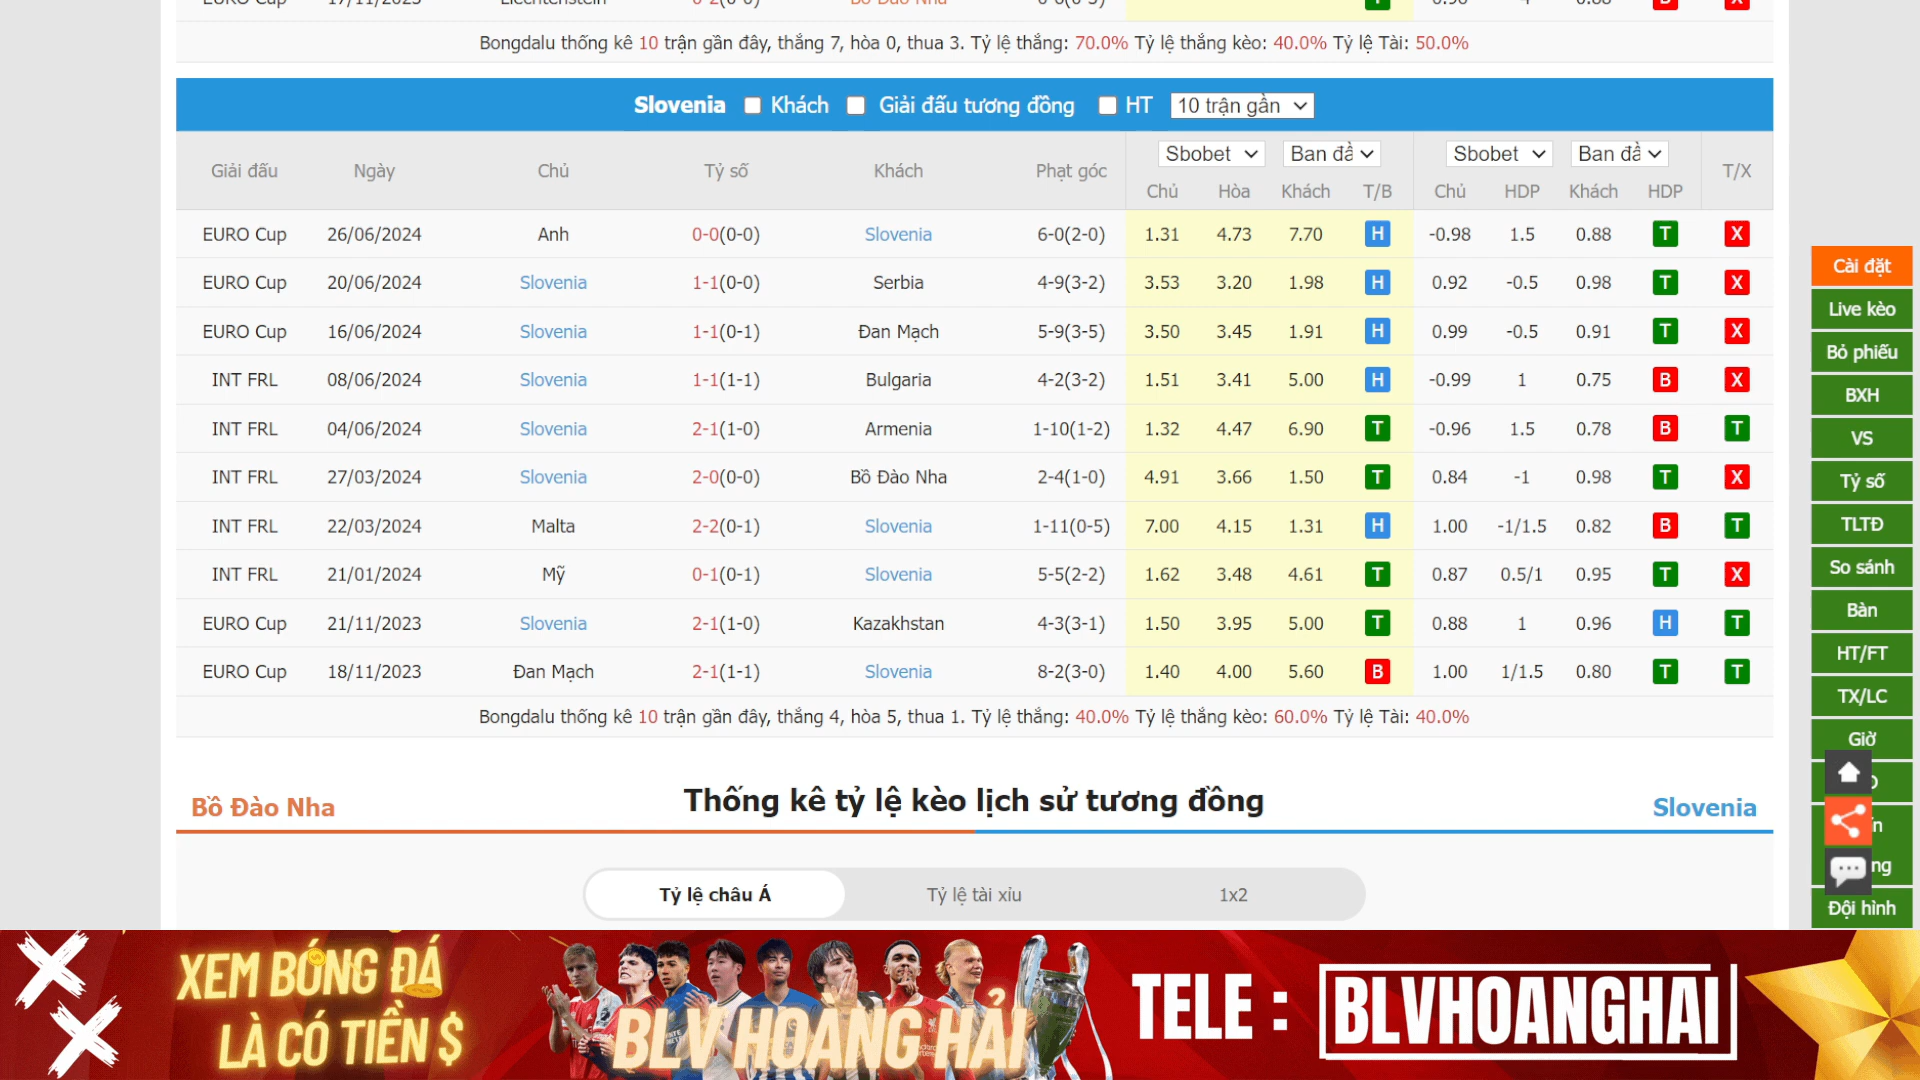 EURO Cup 17/11/2023 Liechtenstein 0-2(0-0) Bồ Đào Nha T B X
Bongdalu thống kê 10 trận gần đây, thắng 7, hòa 0, thua 3. Tỷ lệ thắng: 70.0% Tỷ lệ thắng kèo: 40.0% Tỷ lệ Tài: 50.0%
Slovenia Khách Giải đấu tương đồng HT 10 trận gần
Sbobet Ban đầ Sbobet Ban đầ
Giải đấu Ngày Chủ Tỷ số Khách Phạt góc T/X
Chủ Hòa Khách T/B Chủ HDP Khách HDP
EURO Cup 26/06/2024 Anh 0-0(0-0) Slovenia 6-0(2-0) 1.31 4.73 7.70 H -0.98 1.5 0.88 T X
EURO Cup 20/06/2024 Slovenia 1-1(0-0) Serbia 4-9(3-2) 3.53 3.20 1.98 H 0.92 -0.5 0.98 T X
EURO Cup 16/06/2024 Slovenia 1-1(0-1) Đan Mạch 5-9(3-5) 3.50 3.45 1.91 H 0.99 -0.5 0.91 T X
INT FRL 08/06/2024 Slovenia 1-1(1-1) Bulgaria 4-2(3-2) 1.51 3.41 5.00 H -0.99 1 0.75 B X
INT FRL 04/06/2024 Slovenia 2-1(1-0) Armenia 1-10(1-2) 1.32 4.47 6.90 T -0.96 1.5 0.78 B T
INT FRL 27/03/2024 Slovenia 2-0(0-0) Bồ Đào Nha 2-4(1-0) 4.91 3.66 1.50 T 0.84 -1 0.98 T X
INT FRL 22/03/2024 Malta 2-2(0-1) Slovenia 1-11(0-5) 7.00 4.15 1.31 H 1.00 -1/1.5 0.82 B T
INT FRL 21/01/2024 Mỹ 0-1(0-1) Slovenia 5-5(2-2) 1.62 3.48 4.61 T 0.87 0.5/1 0.95 T X
EURO Cup 21/11/2023 Slovenia 2-1(1-0) Kazakhstan 4-3(3-1) 1.50 3.95 5.00 T 0.88 1 0.96 H T
EURO Cup 18/11/2023 Đan Mạch 2-1(1-1) Slovenia 8-2(3-0) 1.40 4.00 5.60 B 1.00 1/1.5 0.80 T T
Bongdalu thống kê 10 trận gần đây, thắng 4, hòa 5, thua 1. Tỷ lệ thắng: 40.0% Tỷ lệ thắng kèo: 60.0% Tỷ lệ Tài: 40.0%
Bồ Đào Nha Thống kê tỷ lệ kèo lịch sử tương đồng Slovenia
Tỷ lệ châu Á Tỷ lệ tài xỉu 1x2
Cài đặt
Live kèo
Bỏ phiếu
BXH
VS
Tỷ số
TLTĐ
So sánh
Bàn
HT/FT
TX/LC
Giờ
Đội hình
XEM BÓNG ĐÁ
LÀ CÓ TIỀN $
BLV HOÀNG HẢI
TELE : BLVHOANGHAI